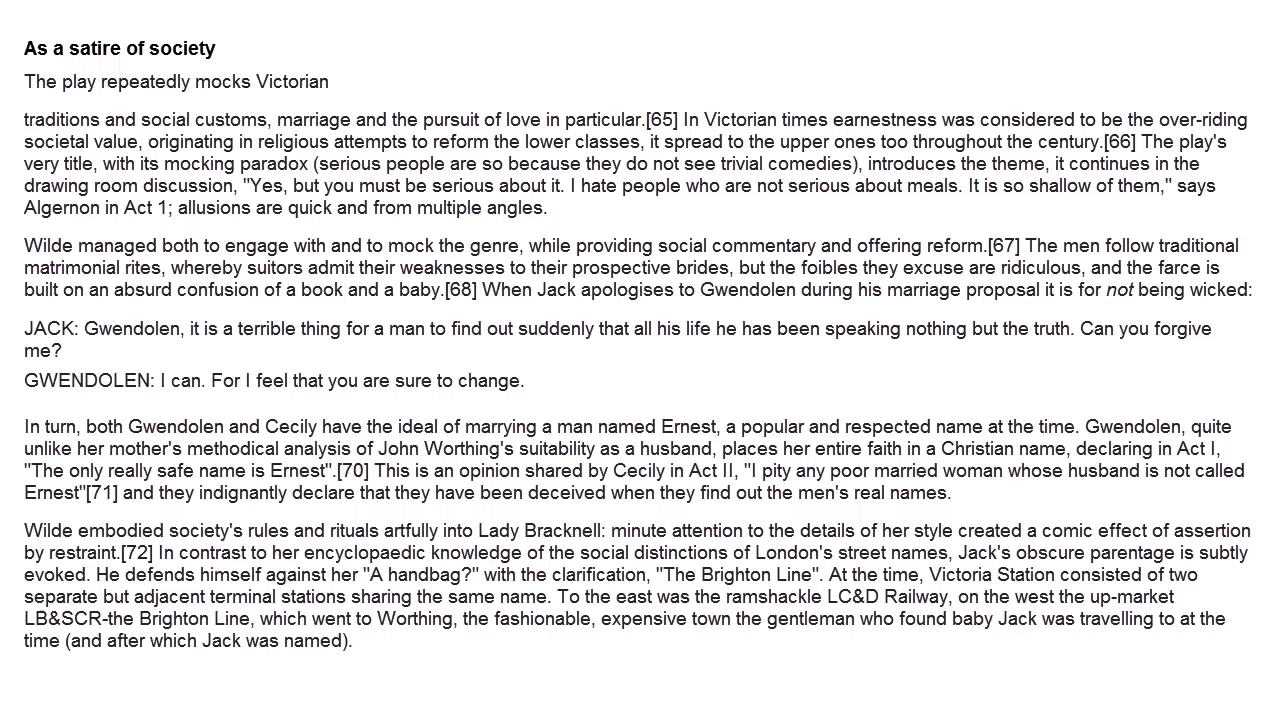 As a satire of society
The play repeatedly mocks Victorian
traditions and social customs, marriage and the pursuit of love in particular.[65] In Victorian times earnestness was considered to be the over-riding
societal value, originating in religious attempts to reform the lower classes, it spread to the upper ones too throughout the century.[66] The play's
very title, with its mocking paradox (serious people are so because they do not see trivial comedies), introduces the theme, it continues in the
drawing room discussion, "Yes, but you must be serious about it. I hate people who are not serious about meals. It is so shallow of them," says
Algernon in Act 1; allusions are quick and from multiple angles.
Wilde managed both to engage with and to mock the genre, while providing social commentary and offering reform.[67] The men follow traditional
matrimonial rites, whereby suitors admit their weaknesses to their prospective brides, but the foibles they excuse are ridiculous, and the farce is
built on an absurd confusion of a book and a baby.[68] When Jack apologises to Gwendolen during his marriage proposal it is for not being wicked:
JACK: Gwendolen, it is a terrible thing for a man to find out suddenly that all his life he has been speaking nothing but the truth. Can you forgive
me?
GWENDOLEN: I can. For I feel that you are sure to change.
In turn, both Gwendolen and Cecily have the ideal of marrying a man named Ernest, a popular and respected name at the time. Gwendolen, quite
unlike her mother's methodical analysis of John Worthing's suitability as a husband, places her entire faith in a Christian name, declaring in Act I,
"The only really safe name is Ernest".[70] This is an opinion shared by Cecily in Act II, "I pity any poor married woman whose husband is not called
Ernest"[71] and they indignantly declare that they have been deceived when they find out the men's real names.
Wilde embodied society's rules and rituals artfully into Lady Bracknell: minute attention to the details of her style created a comic effect of assertion
by restraint.[72] In contrast to her encyclopaedic knowledge of the social distinctions of London's street names, Jack's obscure parentage is subtly
evoked. He defends himself against her "A handbag?" with the clarification, "The Brighton Line". At the time, Victoria Station consisted of two
separate but adjacent terminal stations sharing the same name. To the east was the ramshackle LC&D Railway, on the west the up-market
LB&SCR-the Brighton Line, which went to Worthing, the fashionable, expensive town the gentleman who found baby Jack was travelling to at the
time (and after which Jack was named).